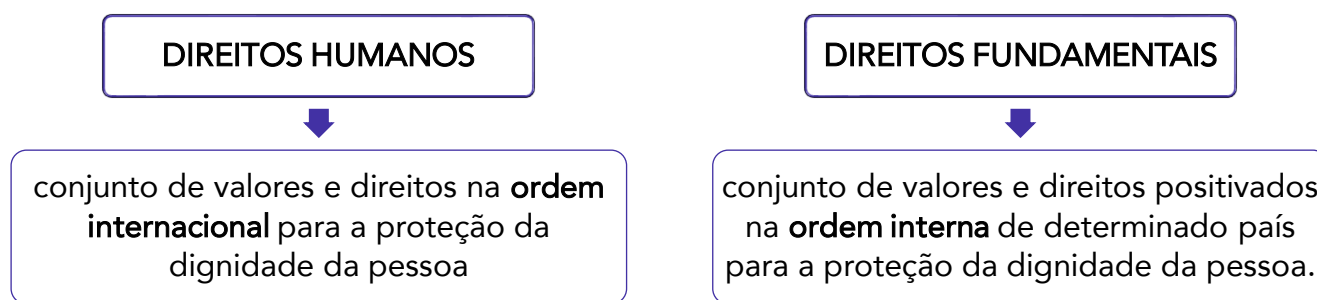 DIREITOS HUMANOS
conjunto de valores e direitos na ordem
internacional para a proteção da
dignidade da pessoa
DIREITOS FUNDAMENTAIS
conjunto de valores e direitos positivados
na ordem interna de determinado país
para a proteção da dignidade da pessoa.